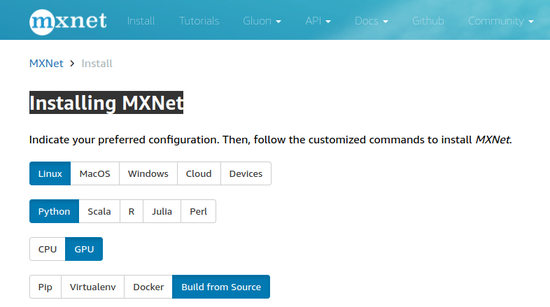 mxnet Install Tutorials Gluon API Docs Github Community
MXNet > Install
Installing MXNet
Indicate your preferred configuration. Then, follow the customized commands to install MXNet.
Linux MacOS Windows Cloud Devices
Python Scala R Julia Perl
CPU GPU
Pip Virtualenv Docker Build from Source